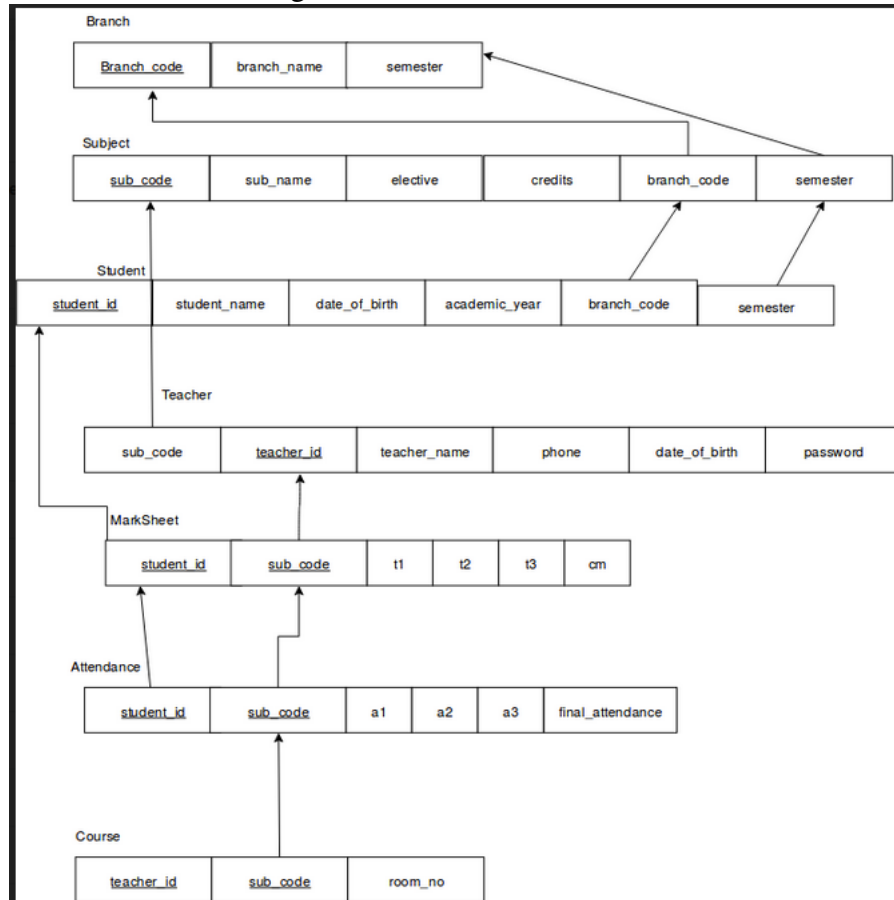 Branch
Branch_code branch_name semester
Subject
sub_code sub_name elective credits branch_code semester
Student
student_id student_name date_of_birth academic_year branch_code semester
Teacher
sub_code teacher_id teacher_name phone date_of_birth password
MarkSheet
student_id sub_code t1 t2 t3 cm
Attendance
student_id sub_code a1 a2 a3 final_attendance
Course
teacher_id sub_code room_no